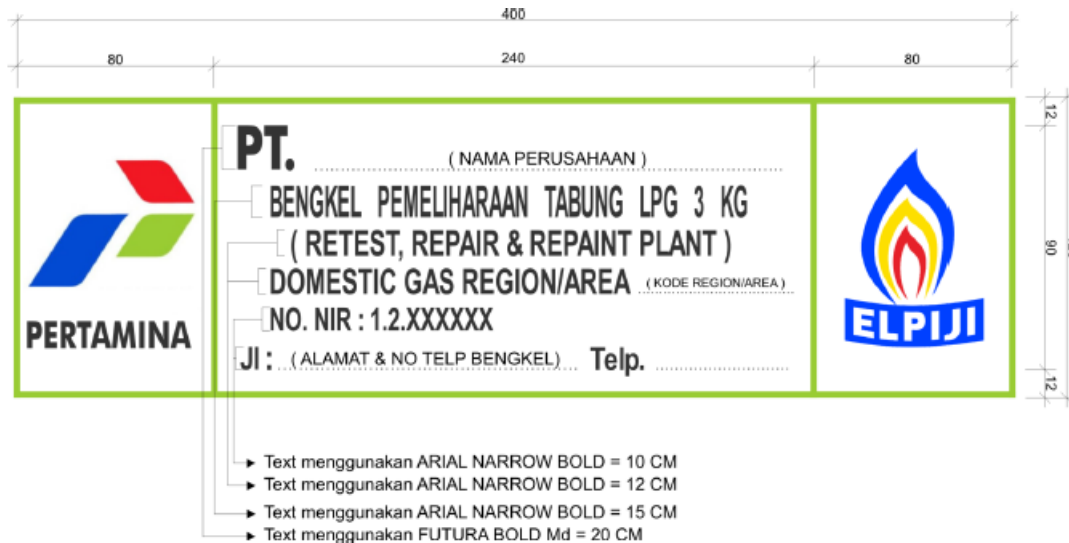 400
80 240 80
PT. ( NAMA PERUSAHAAN )
BENGKEL PEMELIHARAAN TABUNG LPG 3 KG
( RETEST, REPAIR & REPAINT PLANT )
DOMESTIC GAS REGION/AREA ( KODE REGION/AREA )
NO. NIR : 1.2.XXXXXX
Jl : ( ALAMAT & NO TELP BENGKEL) Telp.
PERTAMINA
ELPIJI
12
90
12
Text menggunakan ARIAL NARROW BOLD = 10 CM
Text menggunakan ARIAL NARROW BOLD = 12 CM
Text menggunakan ARIAL NARROW BOLD = 15 CM
Text menggunakan FUTURA BOLD Md = 20 CM